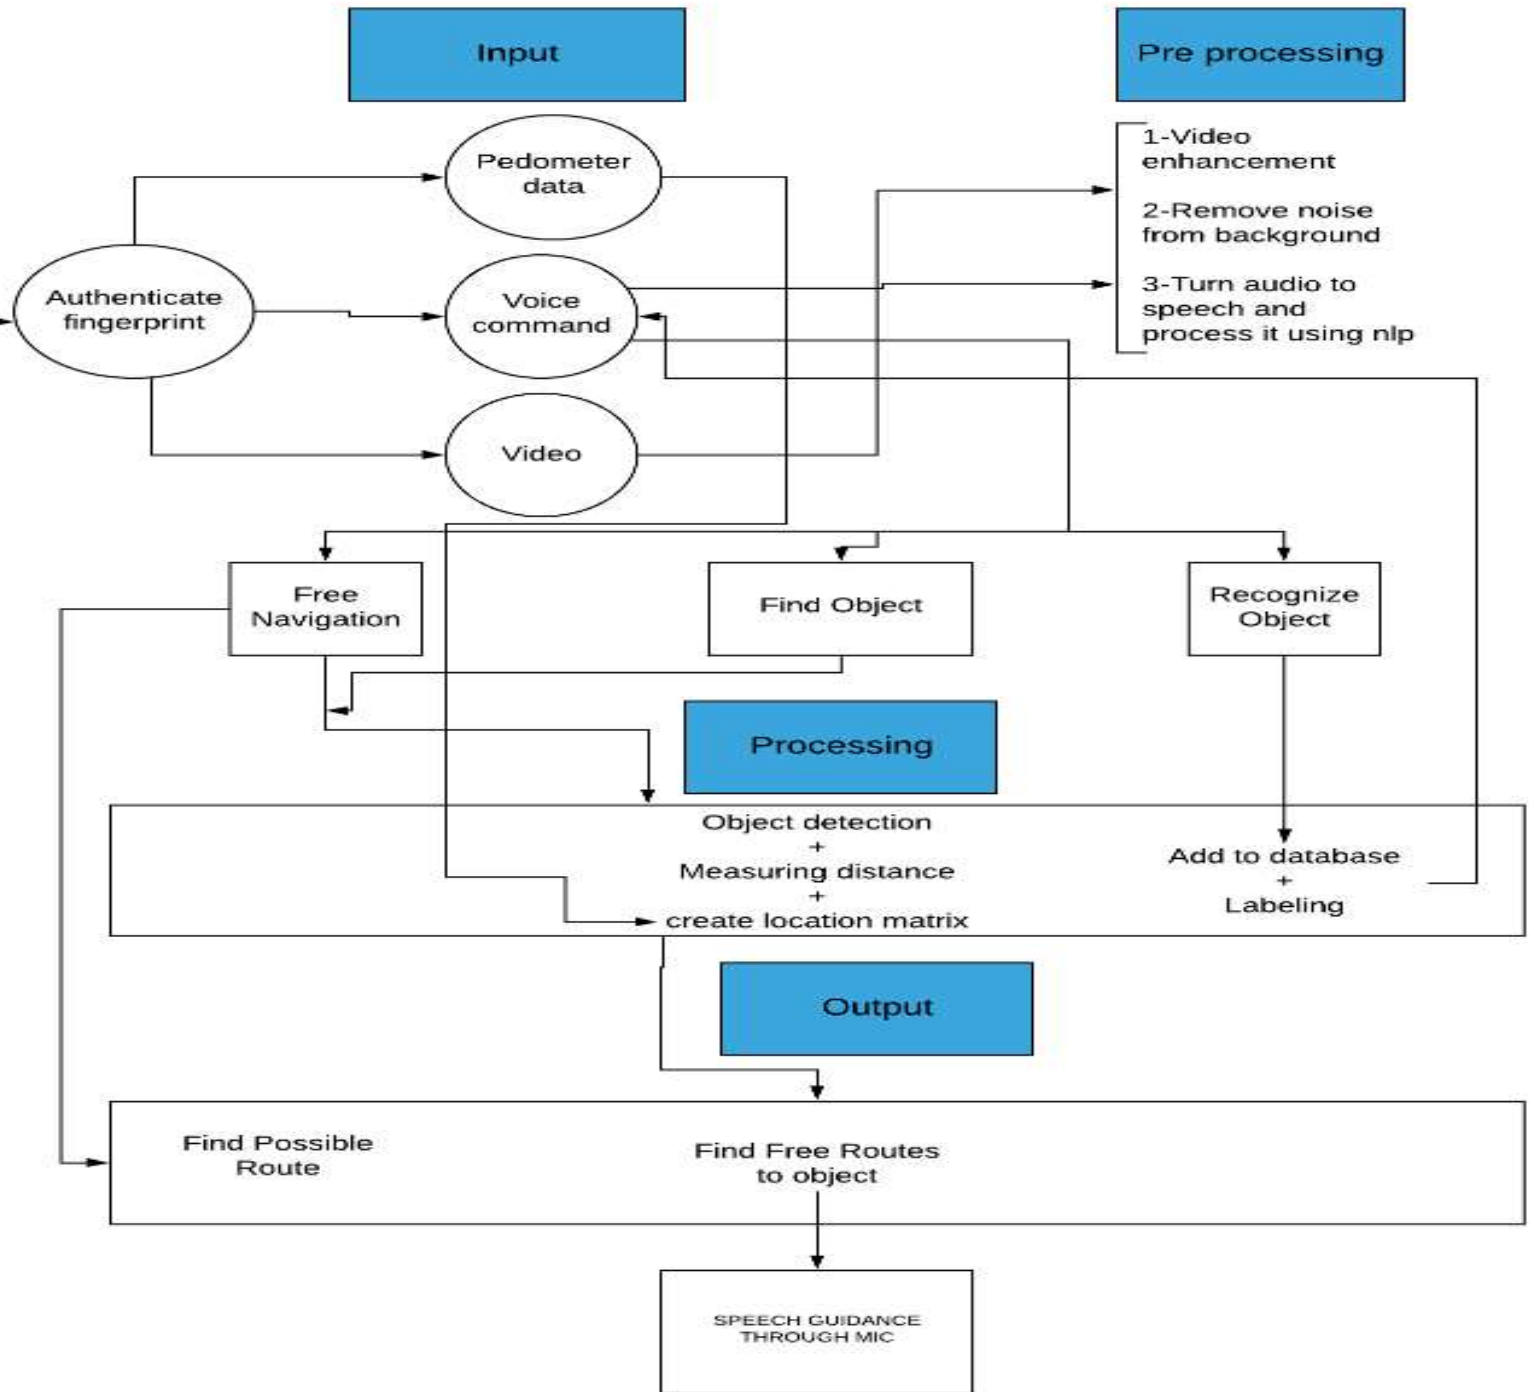 Input
Pre processing
Pedometer
data
1-Video
enhancement
2-Remove noise
from background
3-Turn audio to
speech and
process it using nlp
Authenticate
fingerprint
Voice
command
Video
Free
Navigation
Find Object
Recognize
Object
Processing
Object detection
+
Measuring distance
+
create location matrix
Add to database
+
Labeling
Output
Find Possible
Route
Find Free Routes
to object
SPEECH GUIDANCE
THROUGH MIC